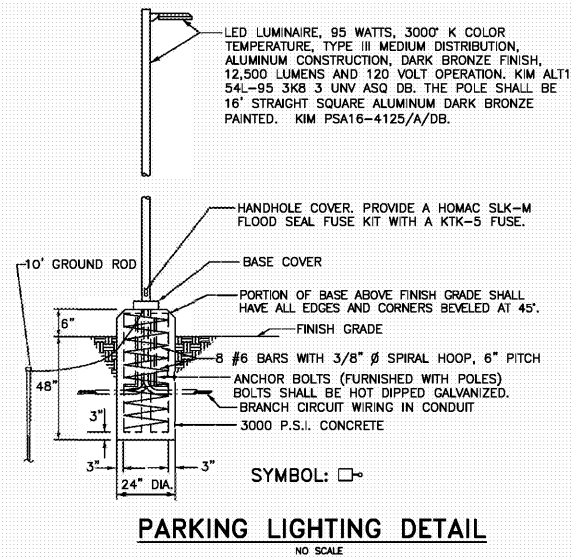 LED LUMINAIRE, 95 WATTS, 3000° K COLOR
TEMPERATURE, TYPE III MEDIUM DISTRIBUTION,
ALUMINUM CONSTRUCTION, DARK BRONZE FINISH,
12,500 LUMENS AND 120 VOLT OPERATION. KIM ALT1
54L-95 3K8 3 UNV ASQ DB. THE POLE SHALL BE
16' STRAIGHT SQUARE ALUMINUM DARK BRONZE
PAINTED. KIM PSA16-4125/A/DB.
HANDHOLE COVER. PROVIDE A HOMAC SLK-M
FLOOD SEAL FUSE KIT WITH A KTK-5 FUSE.
10' GROUND ROD
BASE COVER
PORTION OF BASE ABOVE FINISH GRADE SHALL
HAVE ALL EDGES AND CORNERS BEVELED AT 45°.
6"
FINISH GRADE
8 #6 BARS WITH 3/8" Ø SPIRAL HOOP, 6" PITCH
48"
ANCHOR BOLTS (FURNISHED WITH POLES)
BOLTS SHALL BE HOT DIPPED GALVANIZED.
BRANCH CIRCUIT WIRING IN CONDUIT
3"
3000 P.S.I. CONCRETE
3" 3"
24" DIA.
SYMBOL:
PARKING LIGHTING DETAIL
NO SCALE